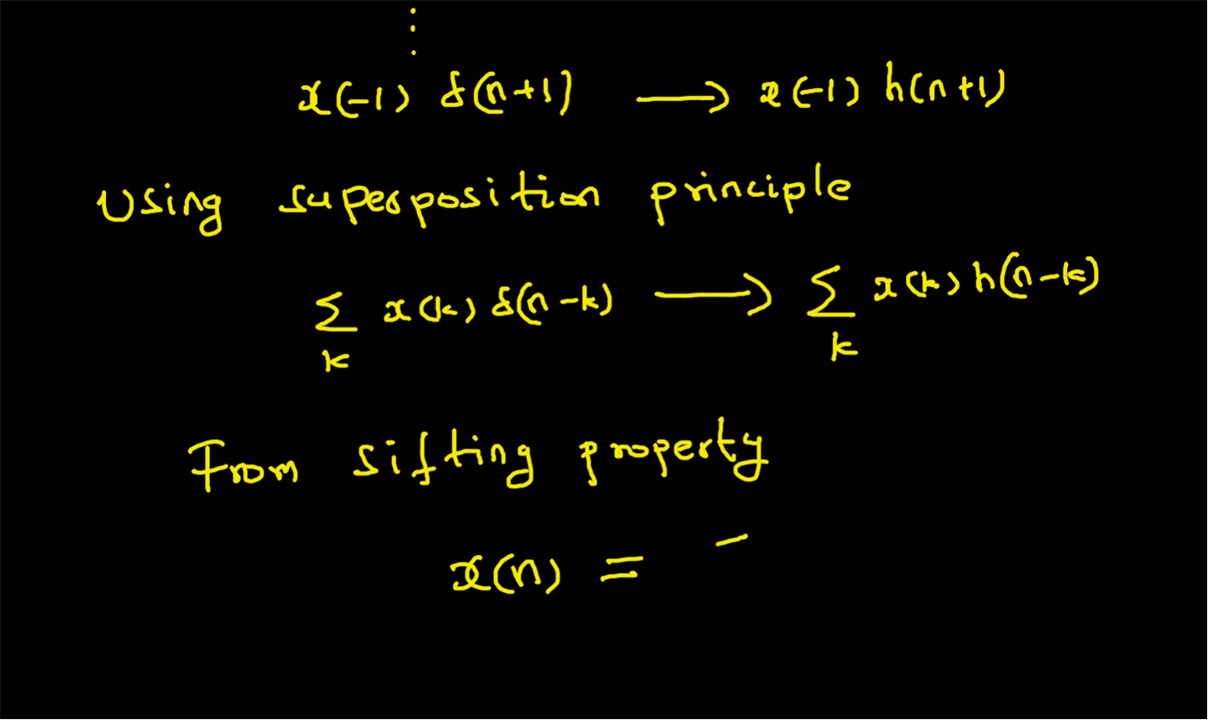 ⋮
x(-1) δ(n+1) ⟶ x(-1) h(n+1)
Using superposition principle
∑ₖ x(k) δ(n-k) ⟶ ∑ₖ x(k) h(n-k)
From sifting property
x(n) =